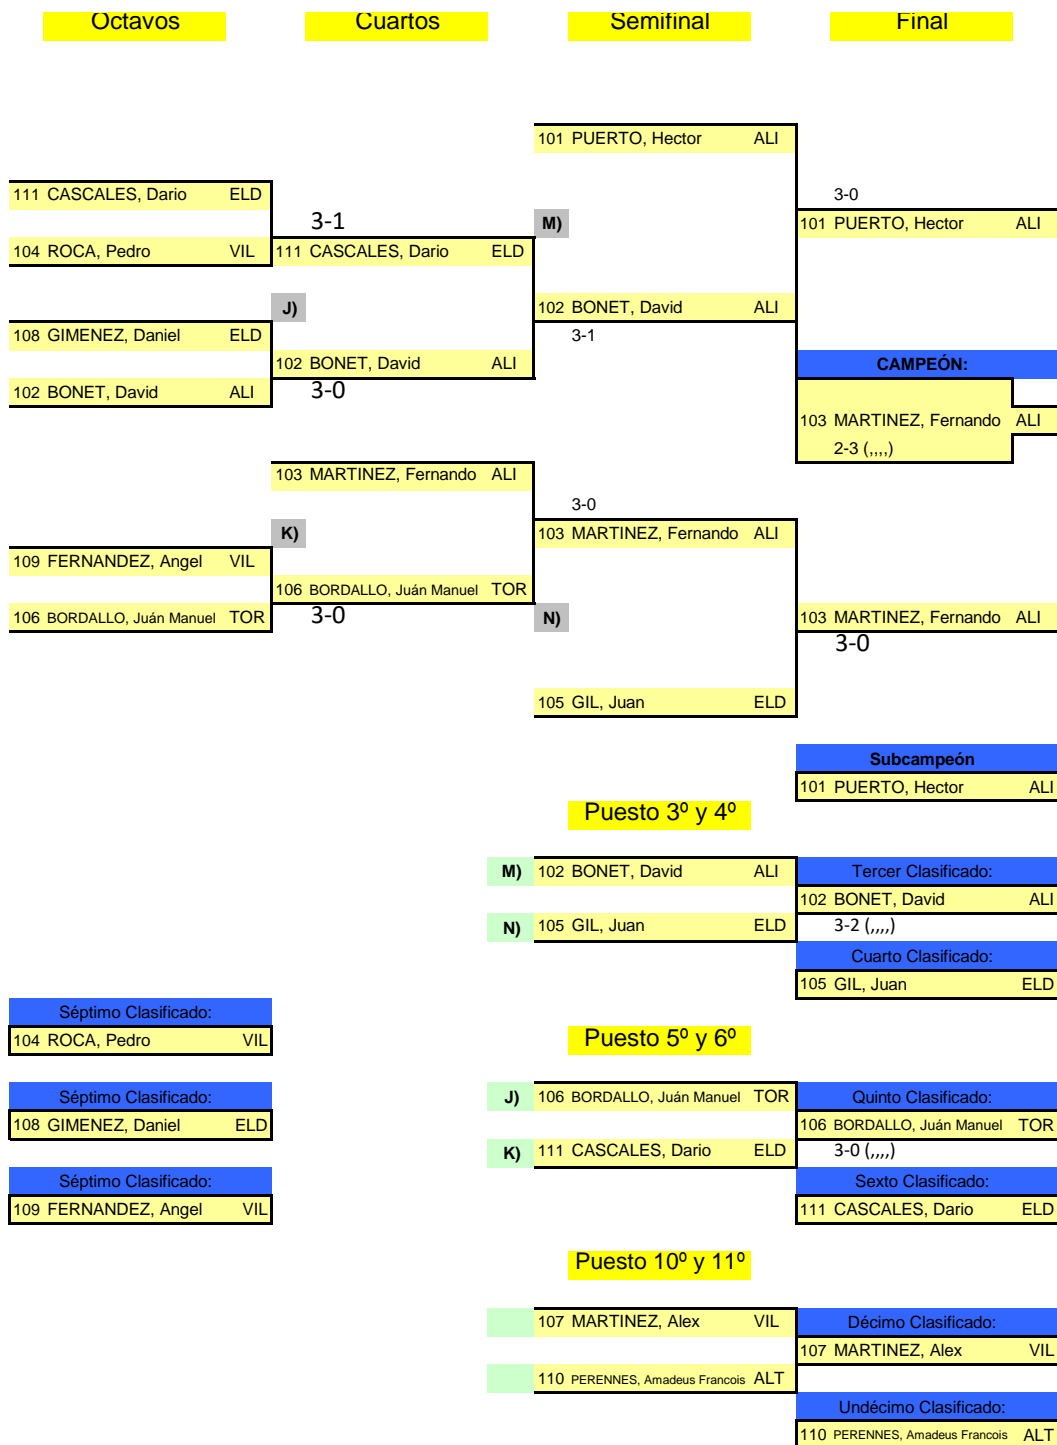 Octavos Cuartos Semifinal Final
101 PUERTO, Hector ALI
111 CASCALES, Dario ELD 3-0
3-1 M) 101 PUERTO, Hector ALI
104 ROCA, Pedro VIL 111 CASCALES, Dario ELD
J) 102 BONET, David ALI
108 GIMENEZ, Daniel ELD 3-1
102 BONET, David ALI CAMPEÓN:
102 BONET, David ALI 3-0
103 MARTINEZ, Fernando ALI
2-3 (,,,,)
103 MARTINEZ, Fernando ALI
3-0
K) 103 MARTINEZ, Fernando ALI
109 FERNANDEZ, Angel VIL
106 BORDALLO, Juán Manuel TOR
106 BORDALLO, Juán Manuel TOR 3-0 N) 103 MARTINEZ, Fernando ALI
3-0
105 GIL, Juan ELD
Subcampeón
101 PUERTO, Hector ALI
Puesto 3º y 4º
M) 102 BONET, David ALI Tercer Clasificado:
102 BONET, David ALI
N) 105 GIL, Juan ELD 3-2 (,,,,)
Cuarto Clasificado:
105 GIL, Juan ELD
Séptimo Clasificado:
104 ROCA, Pedro VIL Puesto 5º y 6º
Séptimo Clasificado: J) 106 BORDALLO, Juán Manuel TOR Quinto Clasificado:
108 GIMENEZ, Daniel ELD 106 BORDALLO, Juán Manuel TOR
K) 111 CASCALES, Dario ELD 3-0 (,,,,)
Séptimo Clasificado: Sexto Clasificado:
109 FERNANDEZ, Angel VIL 111 CASCALES, Dario ELD
Puesto 10º y 11º
107 MARTINEZ, Alex VIL Décimo Clasificado:
107 MARTINEZ, Alex VIL
110 PERENNES, Amadeus Francois ALT
Undécimo Clasificado:
110 PERENNES, Amadeus Francois ALT